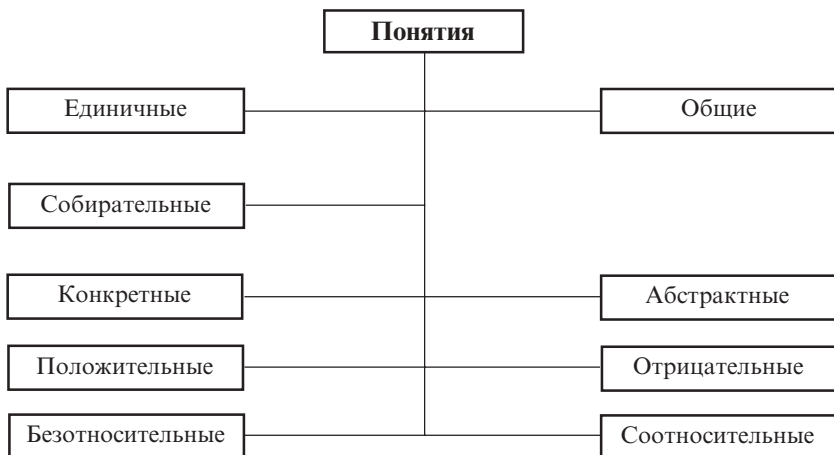 Понятия
Единичные
Общие
Собирательные
Конкретные
Абстрактные
Положительные
Отрицательные
Безотносительные
Соотносительные